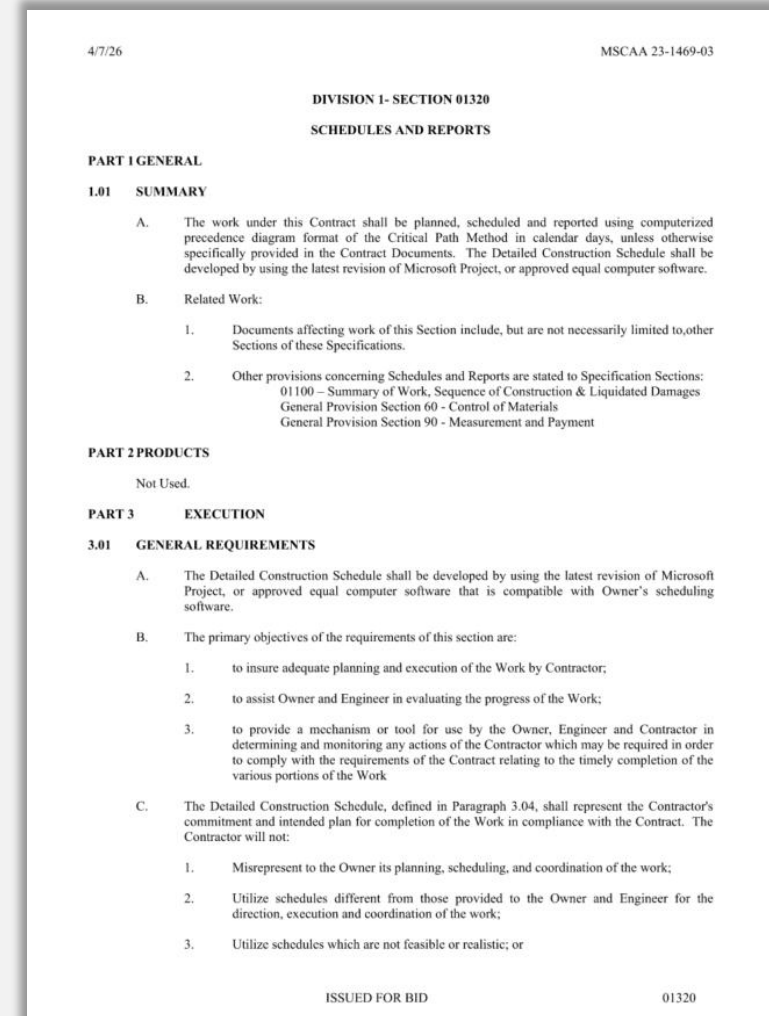 4/7/26 MSCAA 23-1469-03
DIVISION 1- SECTION 01320
SCHEDULES AND REPORTS
PART 1 GENERAL
1.01 SUMMARY
A. The work under this Contract shall be planned, scheduled and reported using computerized
precedence diagram format of the Critical Path Method in calendar days, unless otherwise
specifically provided in the Contract Documents. The Detailed Construction Schedule shall be
developed by using the latest revision of Microsoft Project, or approved equal computer software.
B. Related Work:
1. Documents affecting work of this Section include, but are not necessarily limited to,other
Sections of these Specifications.
2. Other provisions concerning Schedules and Reports are stated to Specification Sections:
01100 – Summary of Work, Sequence of Construction & Liquidated Damages
General Provision Section 60 - Control of Materials
General Provision Section 90 - Measurement and Payment
PART 2 PRODUCTS
Not Used.
PART 3 EXECUTION
3.01 GENERAL REQUIREMENTS
A. The Detailed Construction Schedule shall be developed by using the latest revision of Microsoft
Project, or approved equal computer software that is compatible with Owner's scheduling
software.
B. The primary objectives of the requirements of this section are:
1. to insure adequate planning and execution of the Work by Contractor;
2. to assist Owner and Engineer in evaluating the progress of the Work;
3. to provide a mechanism or tool for use by the Owner, Engineer and Contractor in
determining and monitoring any actions of the Contractor which may be required in order
to comply with the requirements of the Contract relating to the timely completion of the
various portions of the Work
C. The Detailed Construction Schedule, defined in Paragraph 3.04, shall represent the Contractor's
commitment and intended plan for completion of the Work in compliance with the Contract. The
Contractor will not:
1. Misrepresent to the Owner its planning, scheduling, and coordination of the work;
2. Utilize schedules different from those provided to the Owner and Engineer for the
direction, execution and coordination of the work;
3. Utilize schedules which are not feasible or realistic; or
ISSUED FOR BID 01320